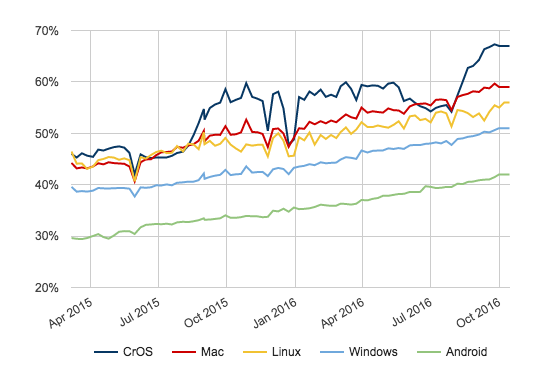 70%
60%
50%
40%
30%
20%
Apr 2015
Jul 2015
Oct 2015
Jan 2016
Apr 2016
Jul 2016
Oct 2016
CrOS Mac Linux Windows Android